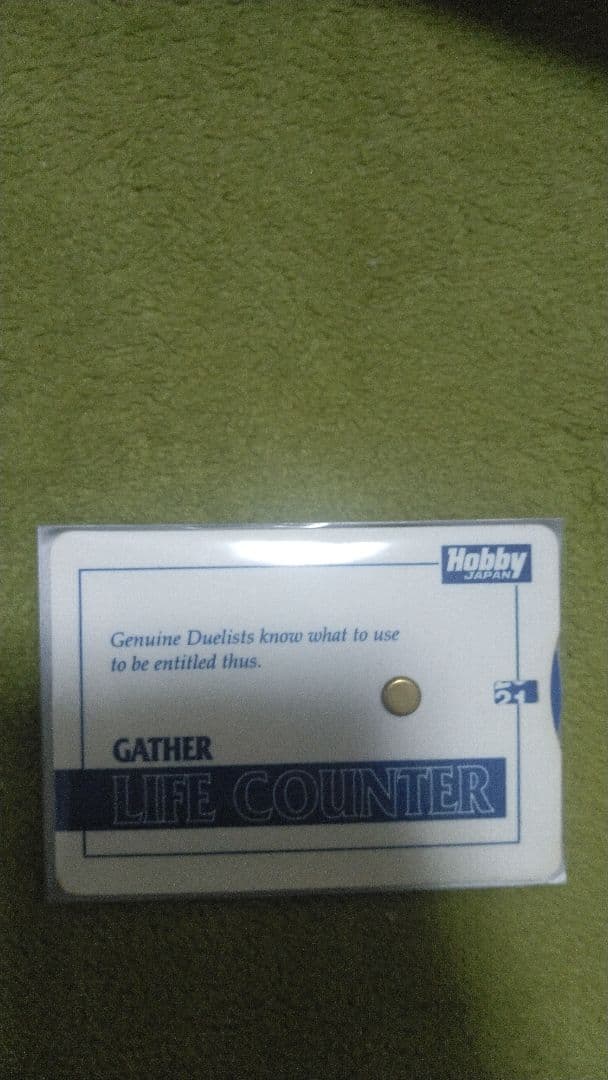 Hobby
JAPAN
Genuine Duelists know what to use
to be entitled thus.
GATHER
LIFE COUNTER